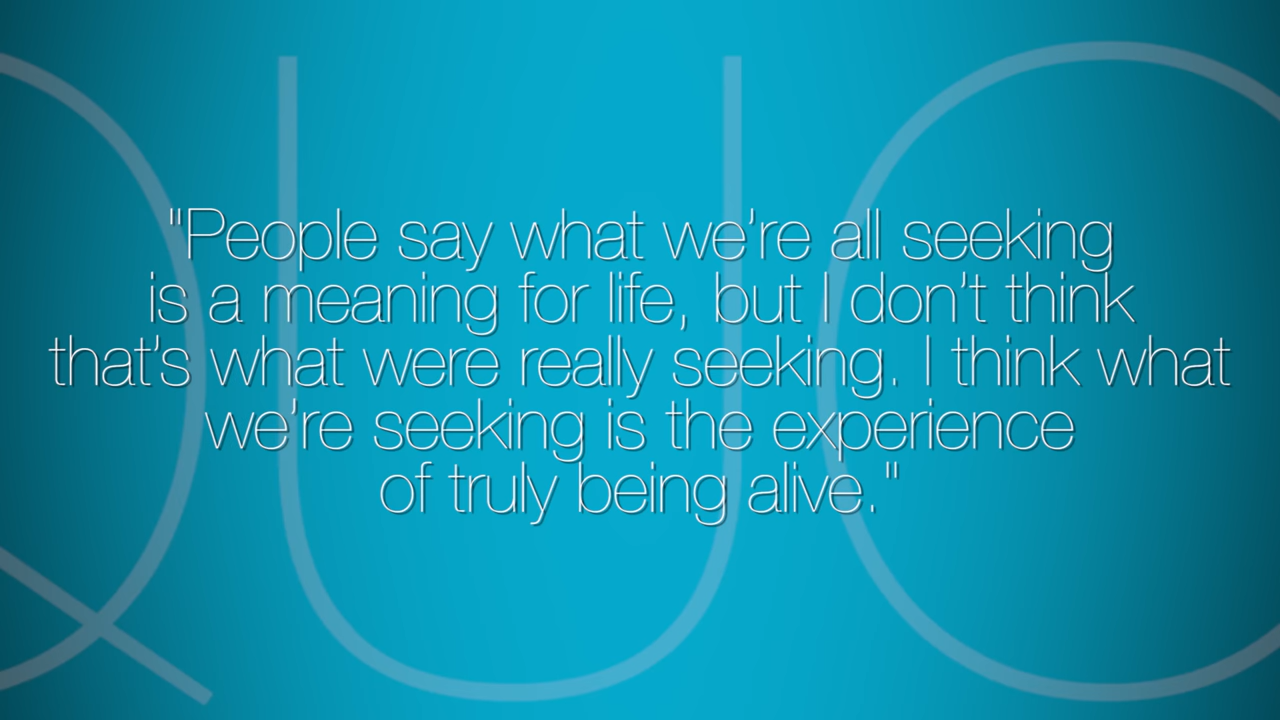 "People say what we're all seeking
is a meaning for life, but I don't think
that's what were really seeking. I think what
we're seeking is the experience
of truly being alive."
QUO